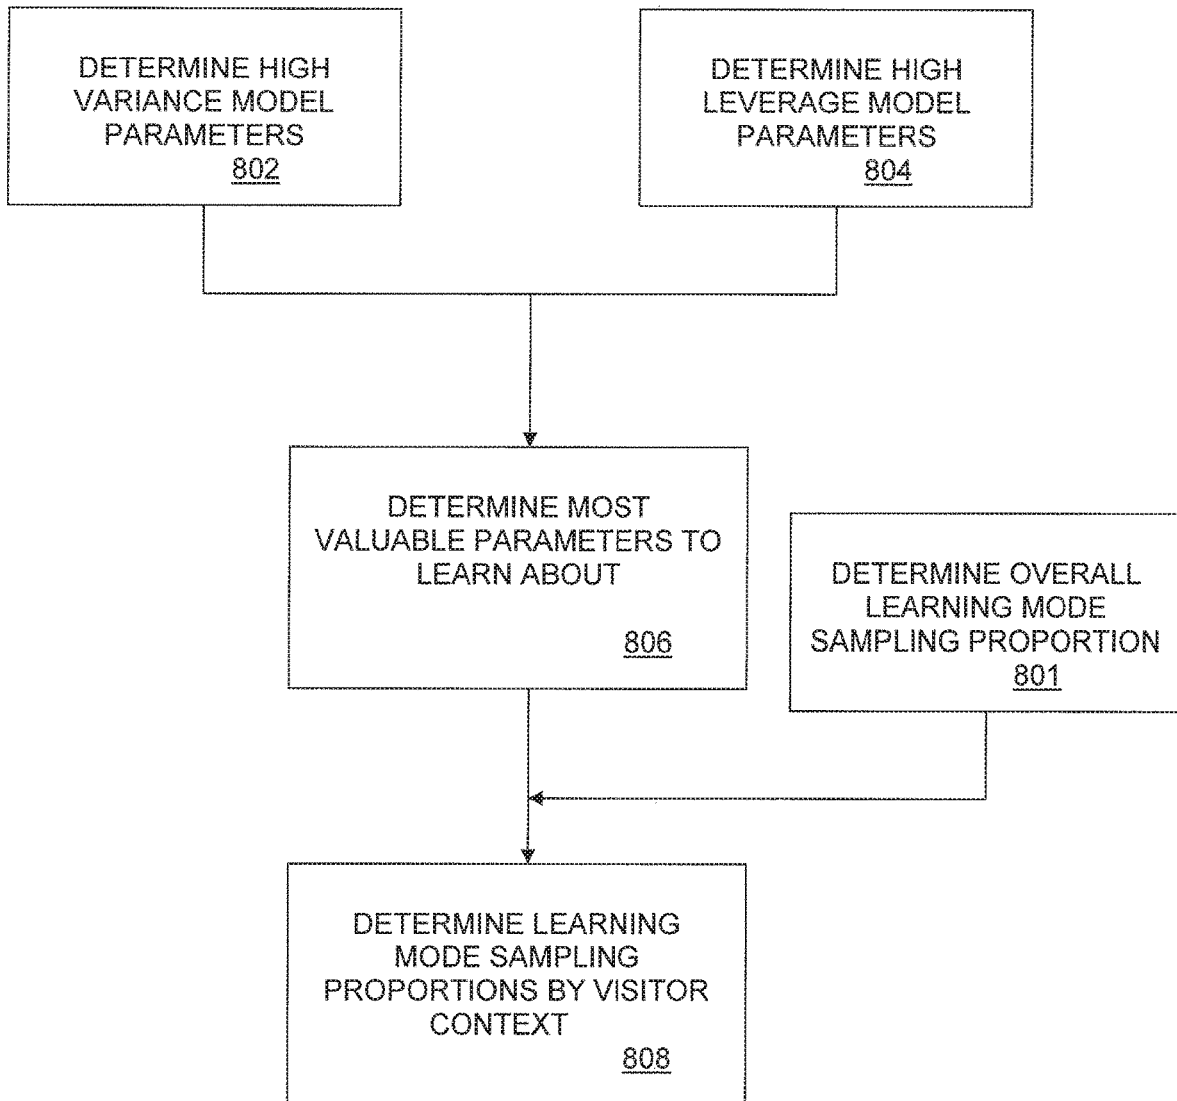 DETERMINE HIGH
VARIANCE MODEL
PARAMETERS
802
DETERMINE HIGH
LEVERAGE MODEL
PARAMETERS
804
DETERMINE MOST
VALUABLE PARAMETERS TO
LEARN ABOUT
806
DETERMINE OVERALL
LEARNING MODE
SAMPLING PROPORTION
801
DETERMINE LEARNING
MODE SAMPLING
PROPORTIONS BY VISITOR
CONTEXT
808